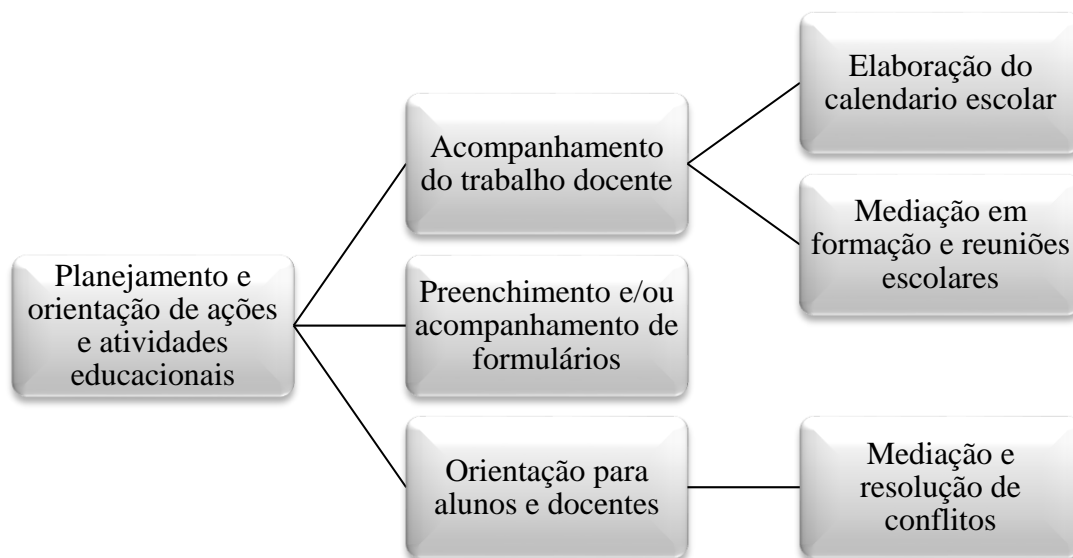 Planejamento e
orientação de ações
e atividades
educacionais
Acompanhamento
do trabalho docente
Elaboração do
calendario escolar
Mediação em
formação e reuniões
escolares
Preenchimento e/ou
acompanhamento de
formulários
Orientação para
alunos e docentes
Mediação e
resolução de
conflitos